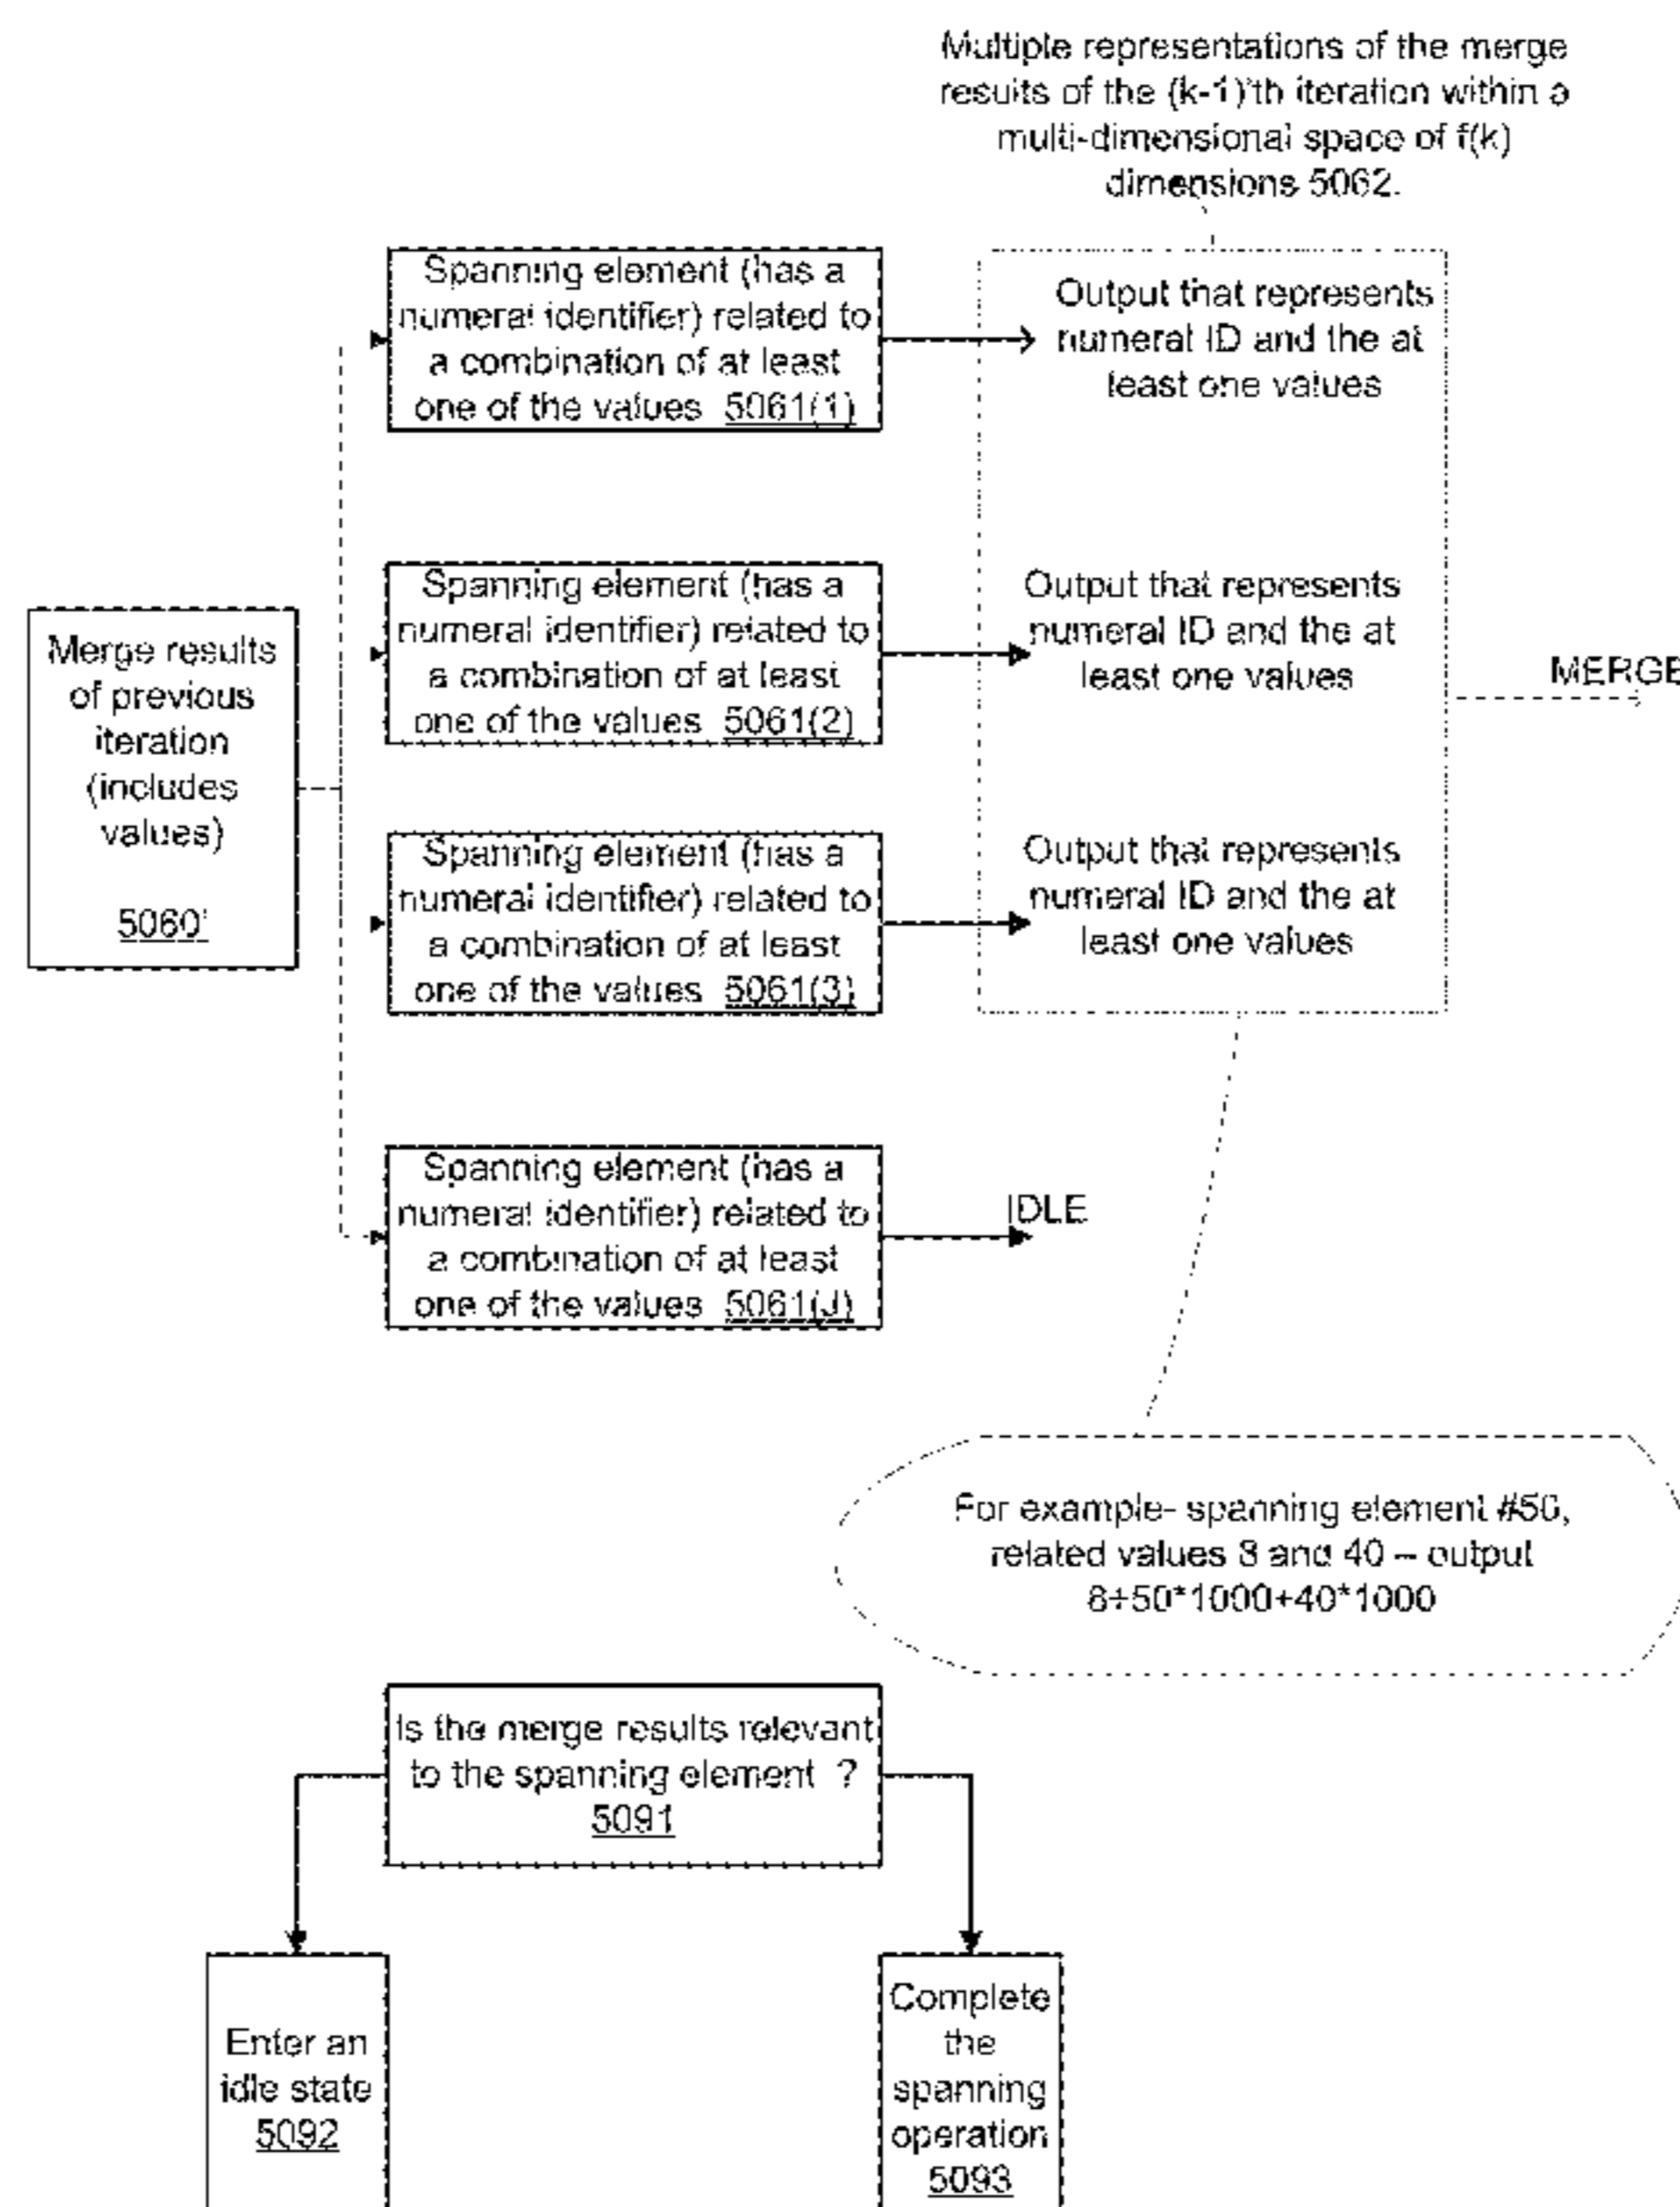 Multiple representations of the merge
results of the (k-1)'th iteration within a
multi-dimensional space of f(k)
dimensions 5062.
Spanning element (has a
numeral identifier) related to
a combination of at least
one of the values 5061(1)
Output that represents
numeral ID and the at
least one values
Spanning element (has a
numeral identifier) related to
a combination of at least
one of the values 5061(2)
Output that represents
numeral ID and the at
least one values
MERGE
Merge results
of previous
iteration
(includes
values)
5060'
Spanning element (has a
numeral identifier) related to
a combination of at least
one of the values 5061(3)
Output that represents
numeral ID and the at
least one values
Spanning element (has a
numeral identifier) related to
a combination of at least
one of the values 5061(J)
IDLE
For example- spanning element #50,
related values 8 and 40 – output
8+50*1000+40*1000
Is the merge results relevant
to the spanning element ?
5091
Enter an
idle state
5092
Complete
the
spanning
operation
5093